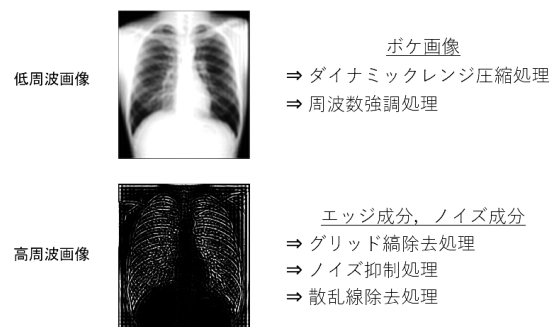 低周波画像
ボケ画像
⇒ ダイナミックレンジ圧縮処理
⇒ 周波数強調処理
高周波画像
エッジ成分，ノイズ成分
⇒ グリッド縞除去処理
⇒ ノイズ抑制処理
⇒ 散乱線除去処理